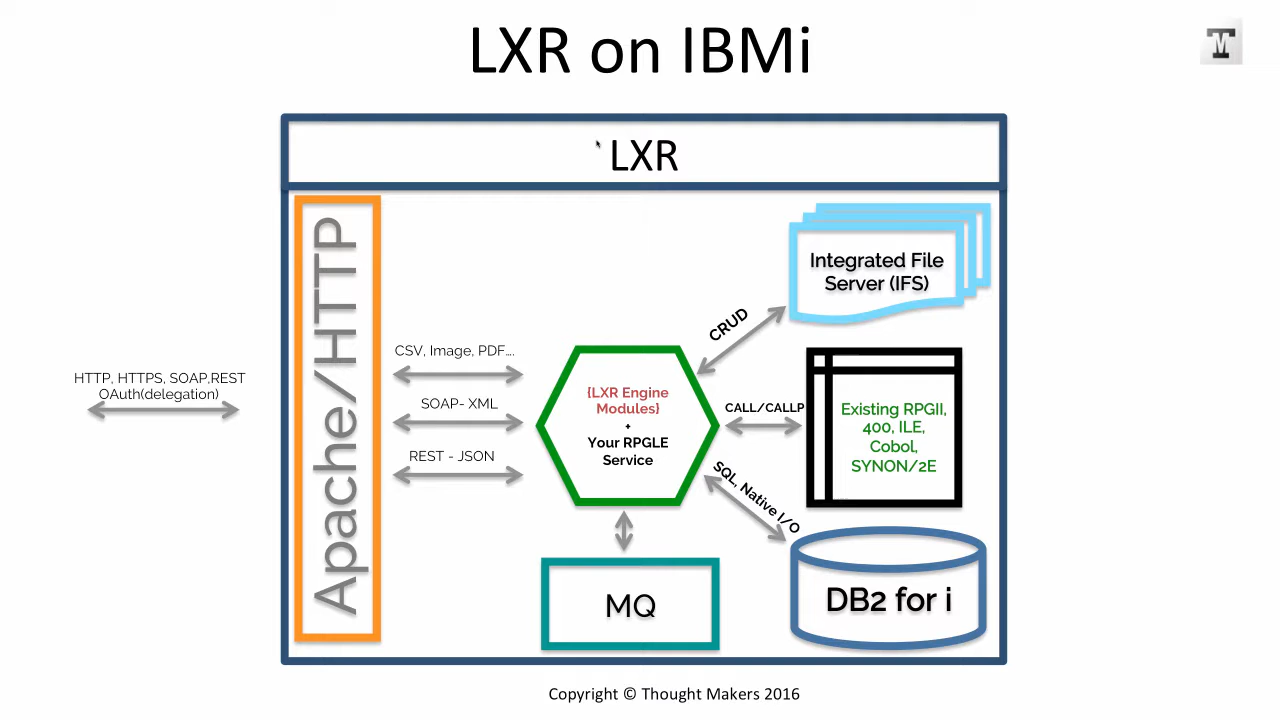 LXR on IBMi
TM
LXR
Apache/HTTP
HTTP, HTTPS, SOAP,REST
OAuth(delegation)
CSV, Image, PDF....
SOAP- XML
REST - JSON
{LXR Engine
Modules}
+
Your RPGLE
Service
CRUD
CALL/CALLP
SQL, Native I/O
Integrated File
Server (IFS)
Existing RPGII,
400, ILE,
Cobol,
SYNON/2E
MQ
DB2 for i
Copyright © Thought Makers 2016